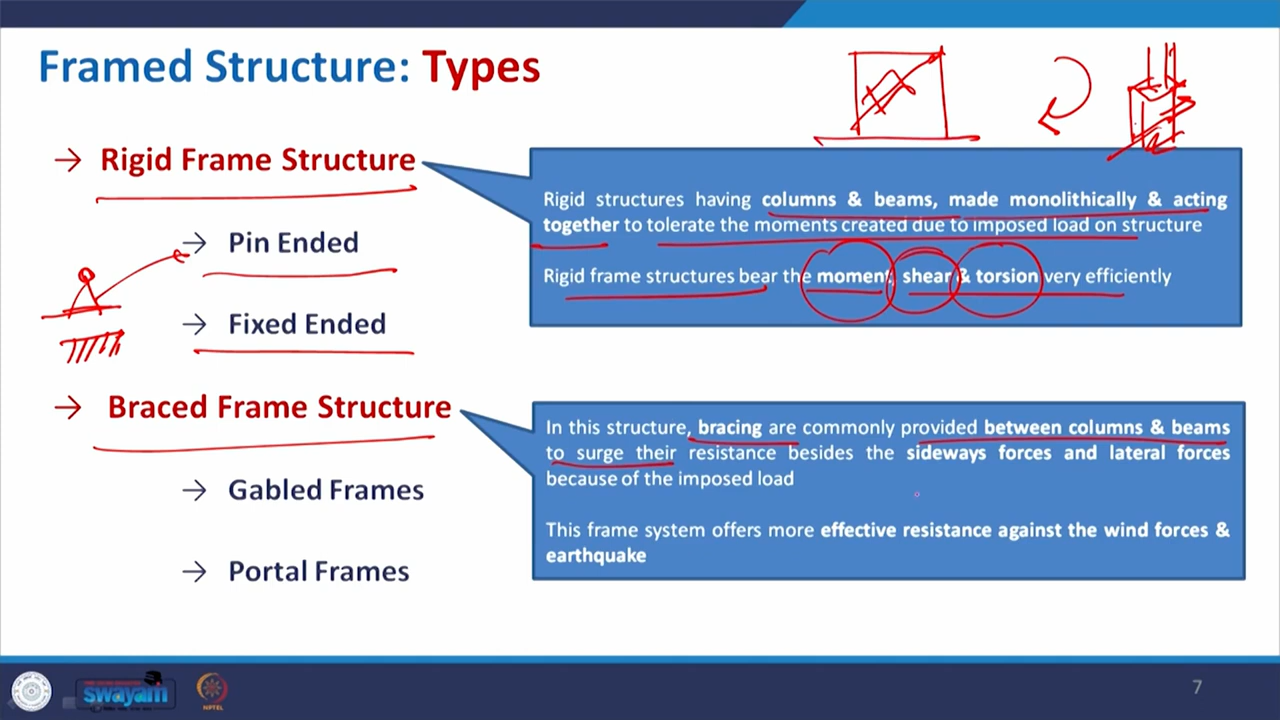 Framed Structure: Types
→ Rigid Frame Structure
→ Pin Ended
→ Fixed Ended
Rigid structures having columns & beams, made monolithically & acting
together to tolerate the moments created due to imposed load on structure
Rigid frame structures bear the moment, shear & torsion very efficiently
→ Braced Frame Structure
→ Gabled Frames
→ Portal Frames
In this structure, bracing are commonly provided between columns & beams
to surge their resistance besides the sideways forces and lateral forces
because of the imposed load
This frame system offers more effective resistance against the wind forces &
earthquake
swayam
NPTEL
7